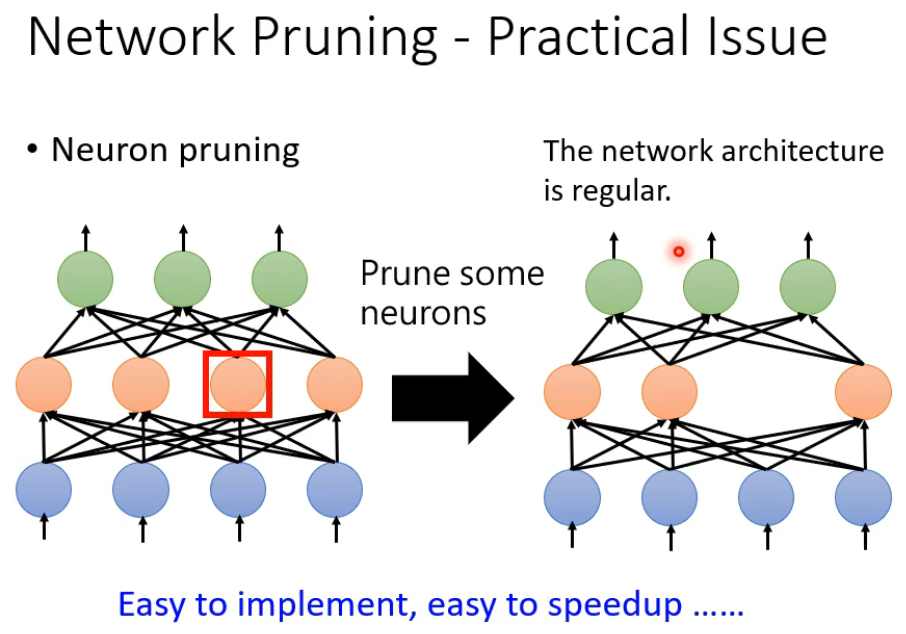 Network Pruning - Practical Issue
• Neuron pruning
The network architecture
is regular.
Prune some
neurons
Easy to implement, easy to speedup ......